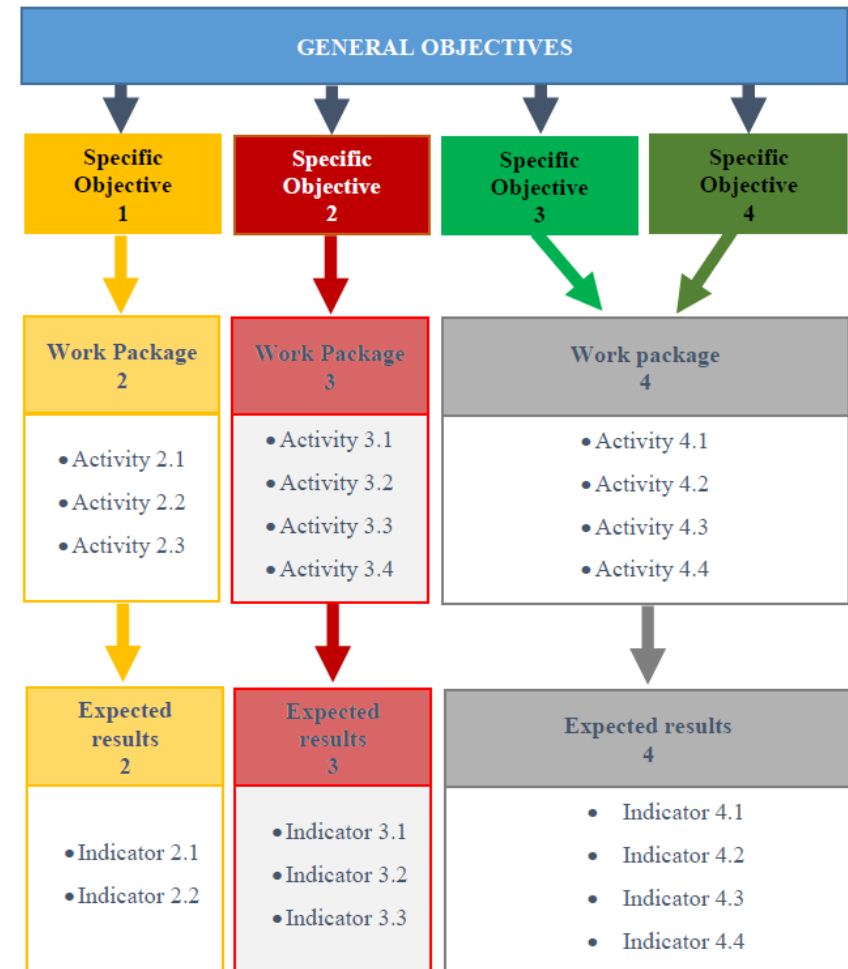 GENERAL OBJECTIVES
Specific
Objective
1
Specific
Objective
2
Specific
Objective
3
Specific
Objective
4
Work Package
2
• Activity 2.1
• Activity 2.2
• Activity 2.3
Work Package
3
• Activity 3.1
• Activity 3.2
• Activity 3.3
• Activity 3.4
Work package
4
• Activity 4.1
• Activity 4.2
• Activity 4.3
• Activity 4.4
Expected
results
2
• Indicator 2.1
• Indicator 2.2
Expected
results
3
• Indicator 3.1
• Indicator 3.2
• Indicator 3.3
Expected results
4
• Indicator 4.1
• Indicator 4.2
• Indicator 4.3
• Indicator 4.4